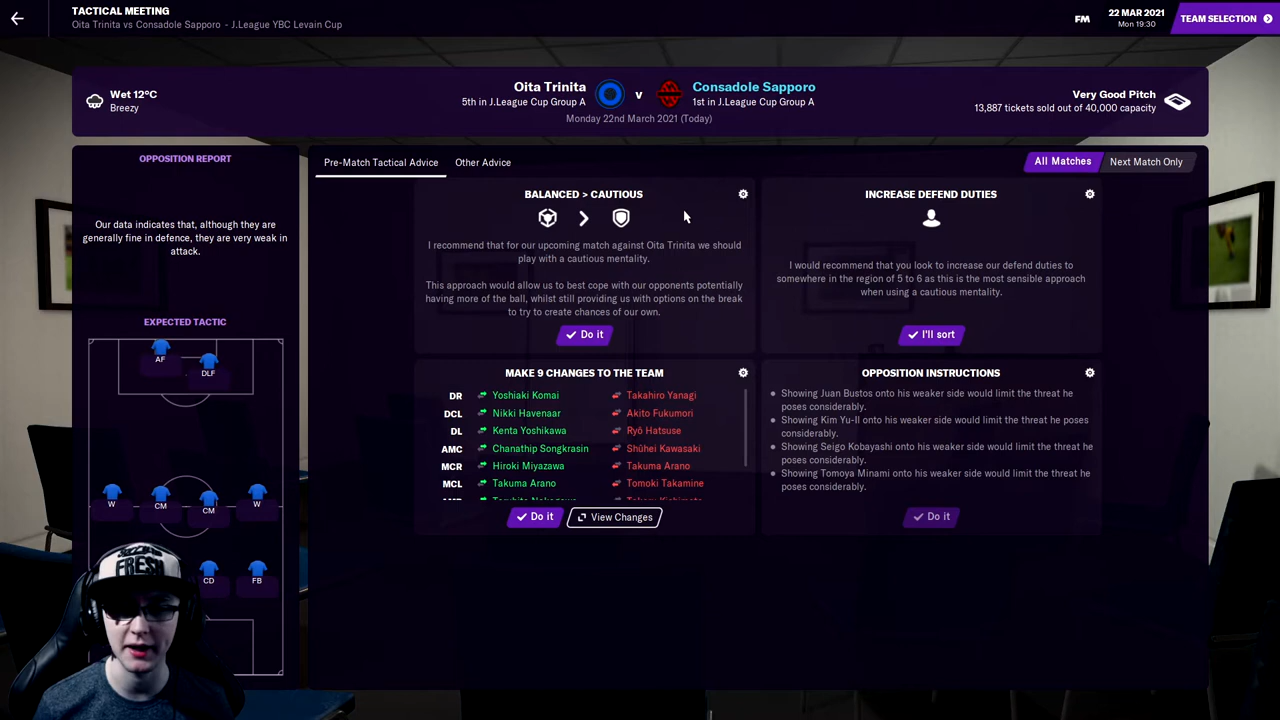 TACTICAL MEETING
Oita Trinita vs Consadole Sapporo - J.League YBC Levain Cup
FM
22 MAR 2021
Mon 19:30
TEAM SELECTION
Wet 12°C
Breezy
Oita Trinita
5th in J.League Cup Group A
v
Consadole Sapporo
1st in J.League Cup Group A
Monday 22nd March 2021 (Today)
Very Good Pitch
13,887 tickets sold out of 40,000 capacity
OPPOSITION REPORT
Our data indicates that, although they are
generally fine in defence, they are very weak in
attack.
EXPECTED TACTIC
AF
DLF
W
CM
CM
W
CD
FB
Pre-Match Tactical Advice
Other Advice
All Matches
Next Match Only
BALANCED > CAUTIOUS
I recommend that for our upcoming match against Oita Trinita we should
play with a cautious mentality.
This approach would allow us to best cope with our opponents potentially
having more of the ball, whilst still providing us with options on the break
to try to create chances of our own.
Do it
INCREASE DEFEND DUTIES
I would recommend that you look to increase our defend duties to
somewhere in the region of 5 to 6 as this is the most sensible approach
when using a cautious mentality.
I'll sort
MAKE 9 CHANGES TO THE TEAM
DR Yoshiaki Komai Takahiro Yanagi
DCL Nikki Havenaar Akito Fukumori
DL Kenta Yoshikawa Ryō Hatsuse
AMC Chanathip Songkrasin Shūhei Kawasaki
MCR Hiroki Miyazawa Takuma Arano
MCL Takuma Arano Tomoki Takamine
Do it
View Changes
OPPOSITION INSTRUCTIONS
Showing Juan Bustos onto his weaker side would limit the threat he
poses considerably.
Showing Kim Yu-Il onto his weaker side would limit the threat he poses
considerably.
Showing Seigo Kobayashi onto his weaker side would limit the threat he
poses considerably.
Showing Tomoya Minami onto his weaker side would limit the threat he
poses considerably.
Do it
FRESH